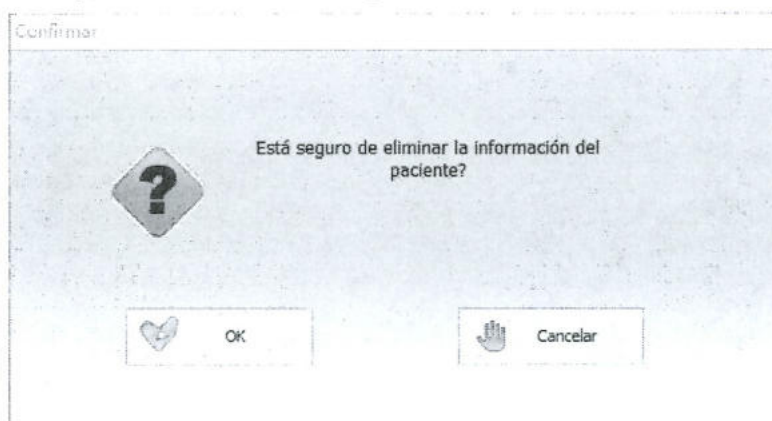 Confirmar
Está seguro de eliminar la información del
paciente?
OK
Cancelar